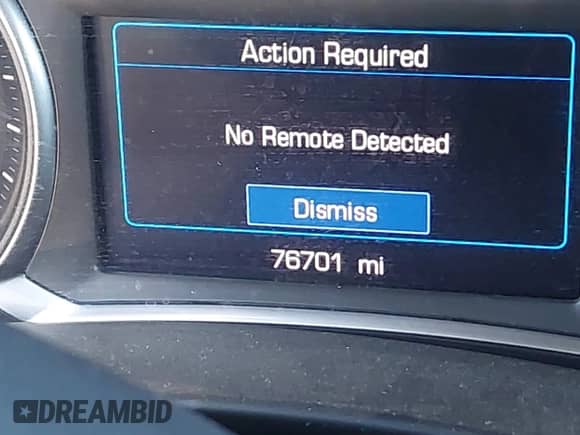 Action Required
No Remote Detected
Dismiss
76701 mi
DREAMBID